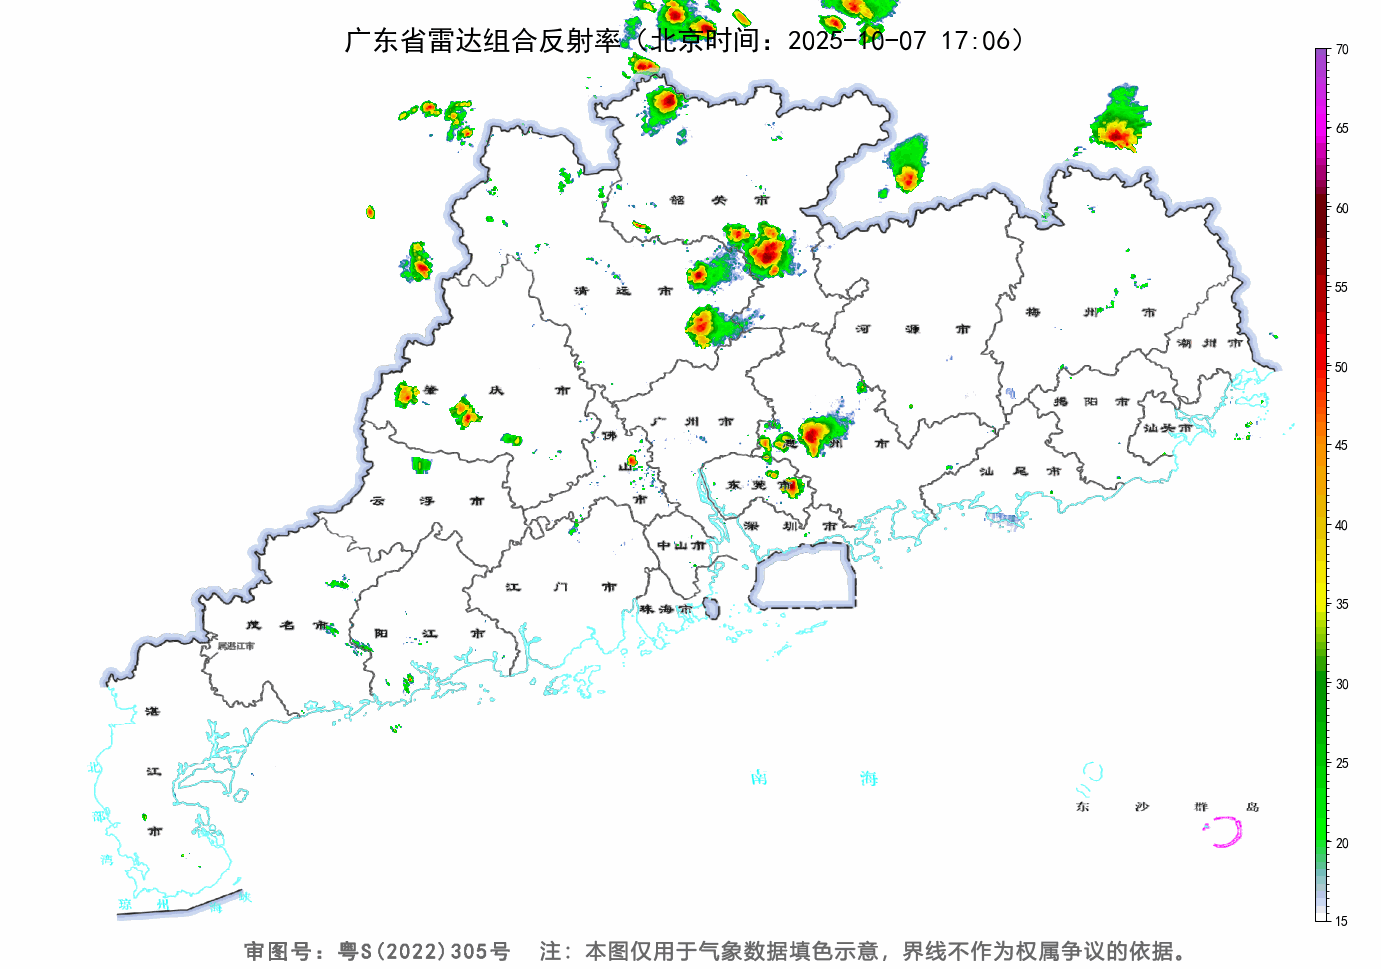 广东省雷达组合反射率（北京时间：2025-10-07 17:06）
70
65
60
55
50
45
40
35
30
25
20
15
韶关市
清远市
河源市
梅州市
潮州市
肇庆市
广州市
佛山市
惠州市
揭阳市
汕头市
汕尾市
云浮市
东莞市
深圳市
中山市
江门市
珠海市
茂名市
阳江市
属湛江市
湛江市
北部湾
琼州海峡
南海
东沙群岛
审图号：粤S(2022)305号 注：本图仅用于气象数据填色示意，界线不作为权属争议的依据。